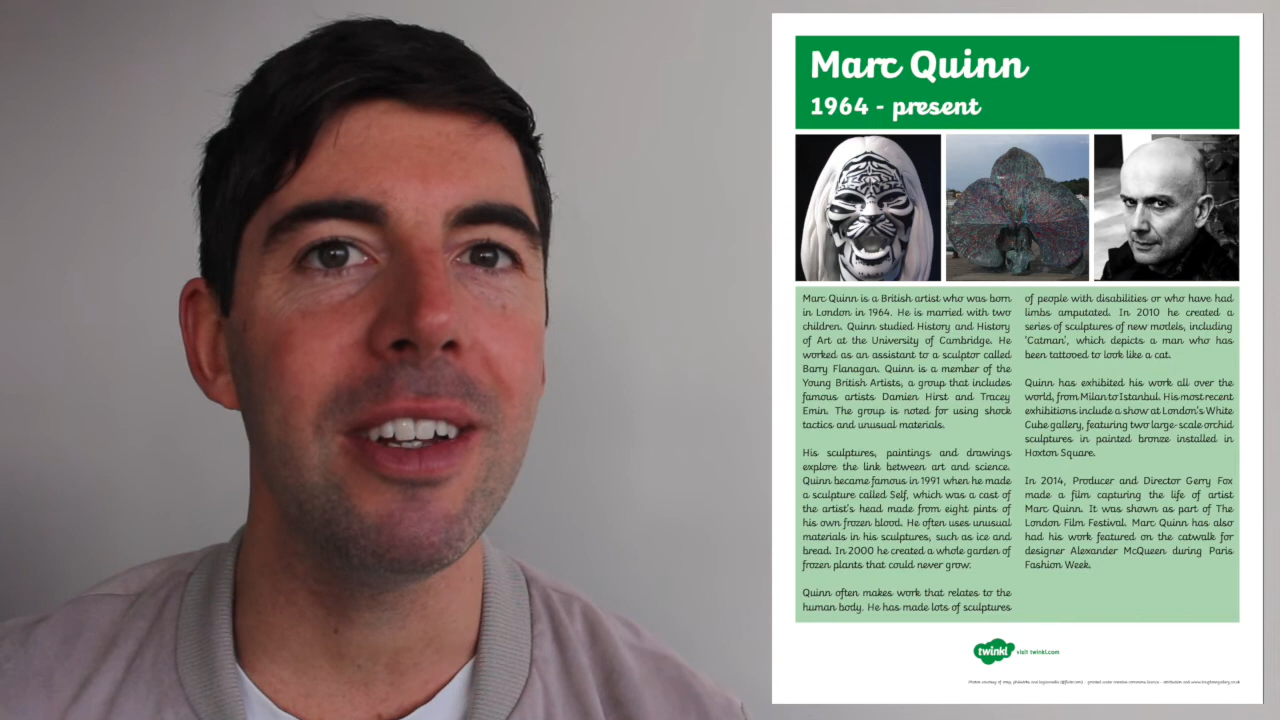 Marc Quinn
1964 - present
Marc Quinn is a British artist who was born
in London in 1964. He is married with two
children. Quinn studied History and History
of Art at the University of Cambridge. He
worked as an assistant to a sculptor called
Barry Flanagan. Quinn is a member of the
Young British Artists, a group that includes
famous artists Damien Hirst and Tracey
Emin. The group is noted for using shock
tactics and unusual materials.
His sculptures, paintings and drawings
explore the link between art and science.
Quinn became famous in 1991 when he made
a sculpture called Self, which was a cast of
the artist's head made from eight pints of
his own frozen blood. He often uses unusual
materials in his sculptures, such as ice and
bread. In 2000 he created a whole garden of
frozen plants that could never grow.
Quinn often makes work that relates to the
human body. He has made lots of sculptures
of people with disabilities or who have had
limbs amputated. In 2010 he created a
series of sculptures of new models, including
'Catman', which depicts a man who has
been tattooed to look like a cat.
Quinn has exhibited his work all over the
world, from Milan to Istanbul. His most recent
exhibitions include a show at London's White
Cube gallery, featuring two large-scale orchid
sculptures in painted bronze installed in
Hoxton Square.
In 2014, Producer and Director Gerry Fox
made a film capturing the life of artist
Marc Quinn. It was shown as part of The
London Film Festival. Marc Quinn has also
had his work featured on the catwalk for
designer Alexander McQueen during Paris
Fashion Week.
twinkl visit twinkl.com